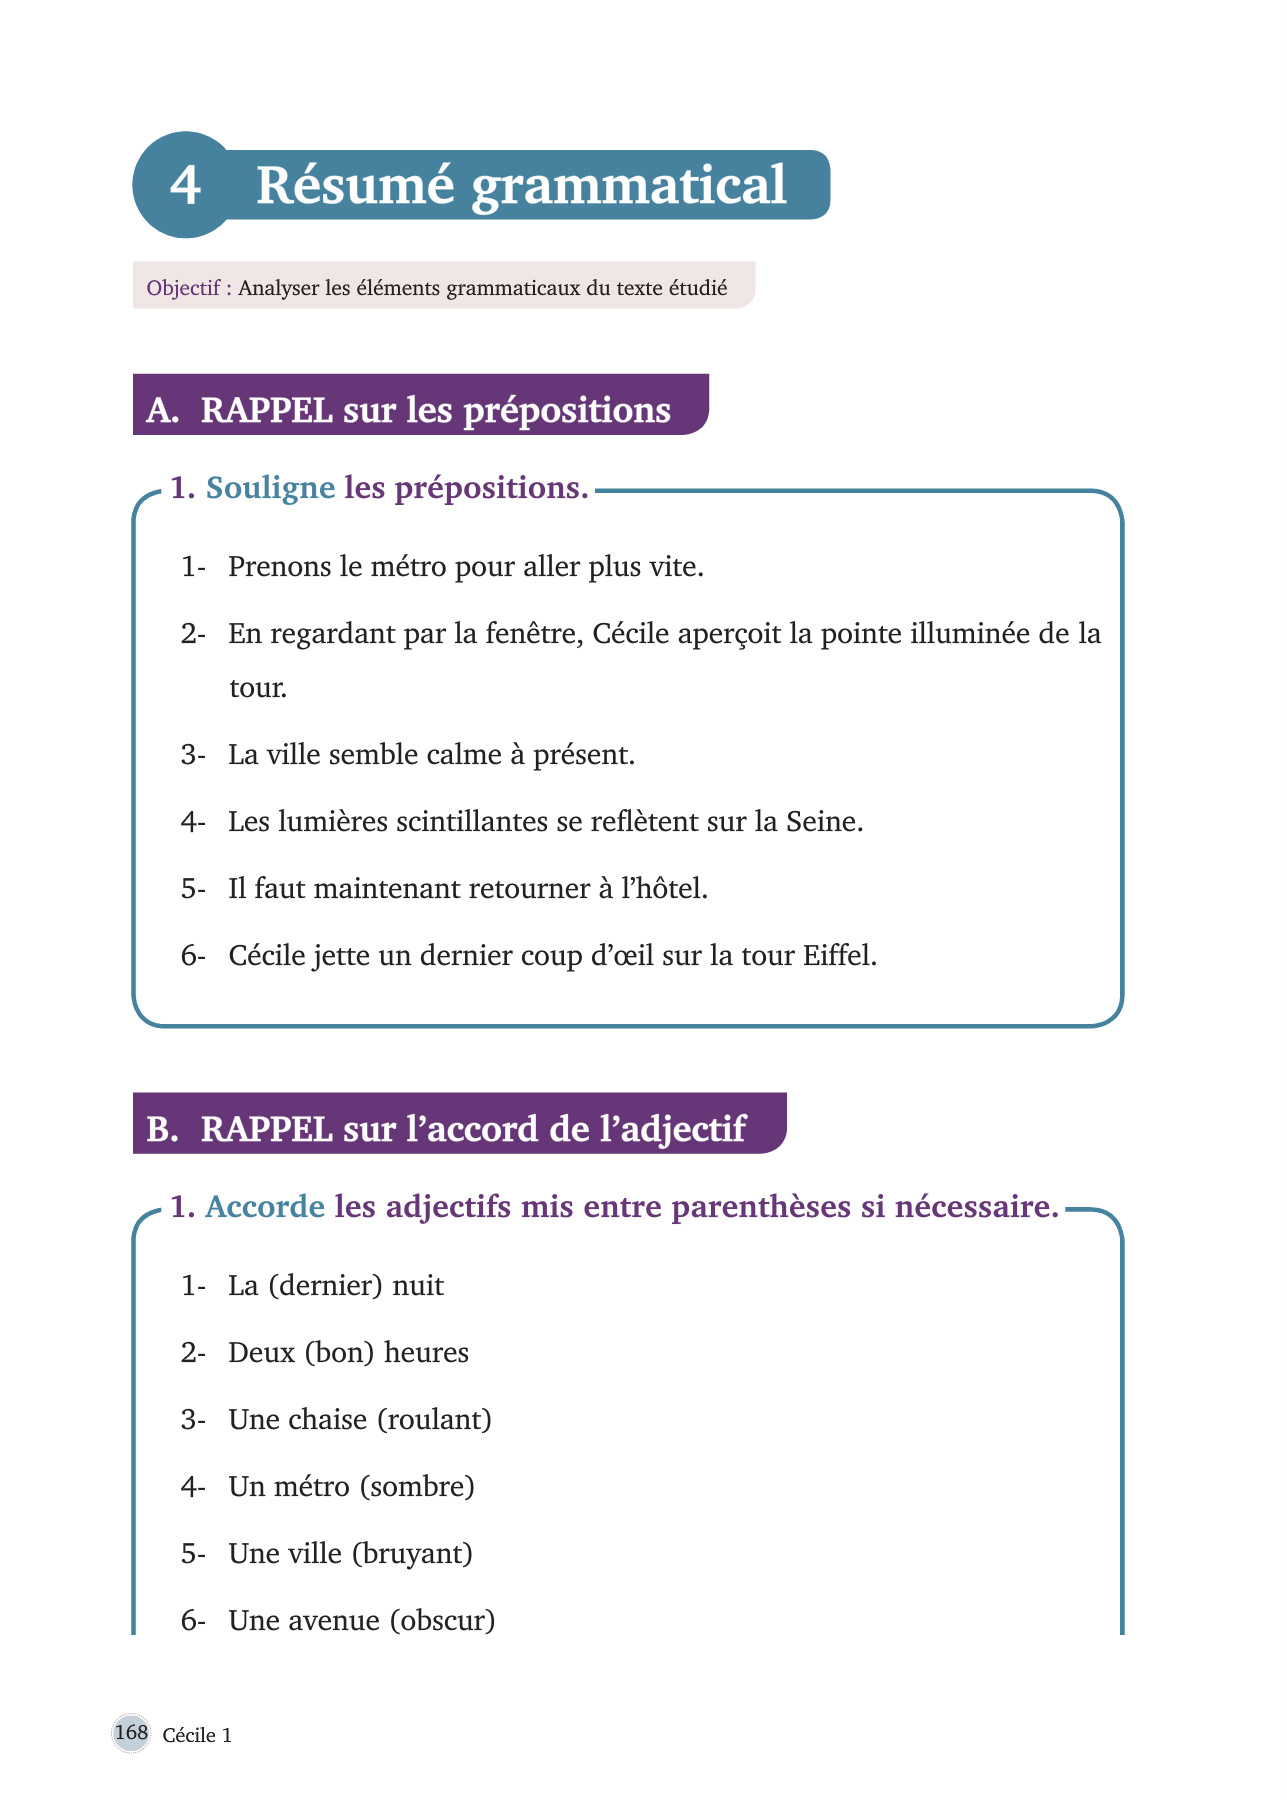 4 Résumé grammatical
Objectif : Analyser les éléments grammaticaux du texte étudié
A. RAPPEL sur les prépositions
1. Souligne les prépositions.
1- Prenons le métro pour aller plus vite.
2- En regardant par la fenêtre, Cécile aperçoit la pointe illuminée de la
tour.
3- La ville semble calme à présent.
4- Les lumières scintillantes se reflètent sur la Seine.
5- Il faut maintenant retourner à l’hôtel.
6- Cécile jette un dernier coup d’œil sur la tour Eiffel.
B. RAPPEL sur l’accord de l’adjectif
1. Accorde les adjectifs mis entre parenthèses si nécessaire.
1- La (dernier) nuit
2- Deux (bon) heures
3- Une chaise (roulant)
4- Un métro (sombre)
5- Une ville (bruyant)
6- Une avenue (obscur)
168 Cécile 1